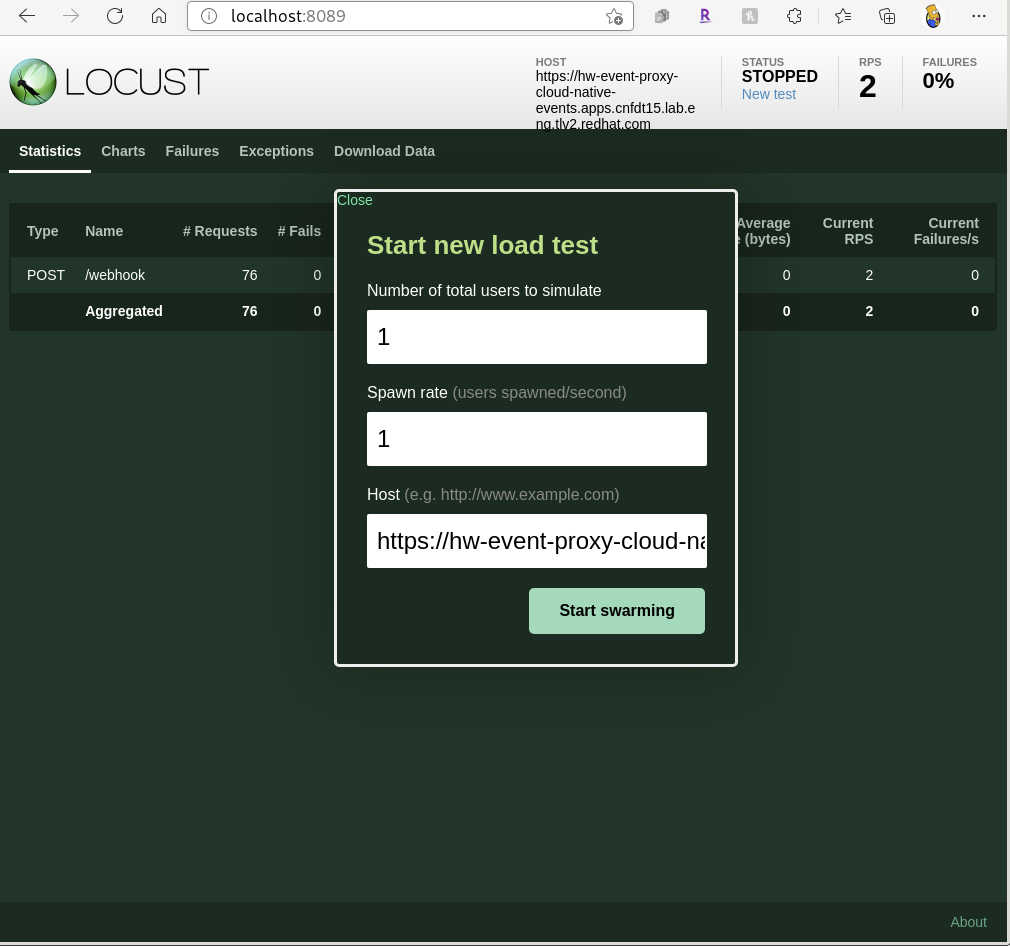 localhost:8089
LOCUST
HOST
https://hw-event-proxy-
cloud-native-
events.apps.cnfdt15.lab.e
ng.tlv2.redhat.com
STATUS
STOPPED
New test
RPS
2
FAILURES
0%
Statistics Charts Failures Exceptions Download Data
Type Name # Requests # Fails Average (bytes) Current RPS Current Failures/s
POST /webhook 76 0 0 2 0
Aggregated 76 0 0 2 0
Close
Start new load test
Number of total users to simulate
1
Spawn rate (users spawned/second)
1
Host (e.g. http://www.example.com)
https://hw-event-proxy-cloud-na
Start swarming
About